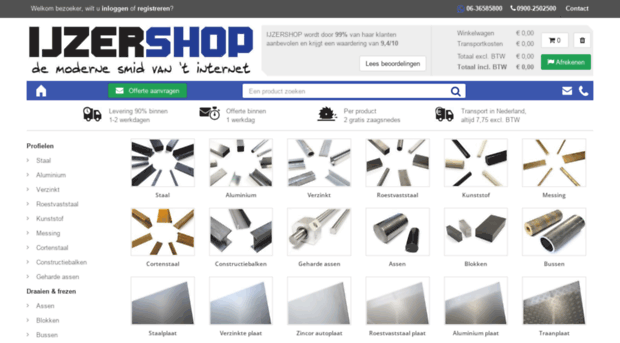 Welkom bezoeker, wilt u inloggen of registreren?
06-36585800
0900-2502500
Contact
IJZERSHOP
de moderne smid van 't internet
IJZERSHOP wordt door 99% van haar klanten
aanbevolen en krijgt een waardering van 9,4/10
Lees beoordelingen
Winkelwagen € 0,00
Transportkosten € 0,00
Totaal excl. BTW € 0,00
Totaal incl. BTW € 0,00
0
Afrekenen
Offerte aanvragen
Een product zoeken
Levering 90% binnen
1-2 werkdagen
Offerte binnen
1 werkdag
Per product
2 gratis zaagsnedes
Transport in Nederland,
altijd 7,75 excl. BTW
Profielen
Staal
Aluminium
Verzinkt
Roestvaststaal
Kunststof
Messing
Cortenstaal
Constructiebalken
Geharde assen
Draaien & frezen
Assen
Blokken
Bussen
Staal
Aluminium
Verzinkt
Roestvaststaal
Kunststof
Messing
Cortenstaal
Constructiebalken
Geharde assen
Assen
Blokken
Bussen
Staalplaat
Verzinkte plaat
Zincor autoplaat
Roestvaststaal plaat
Aluminium plaat
Traanplaat